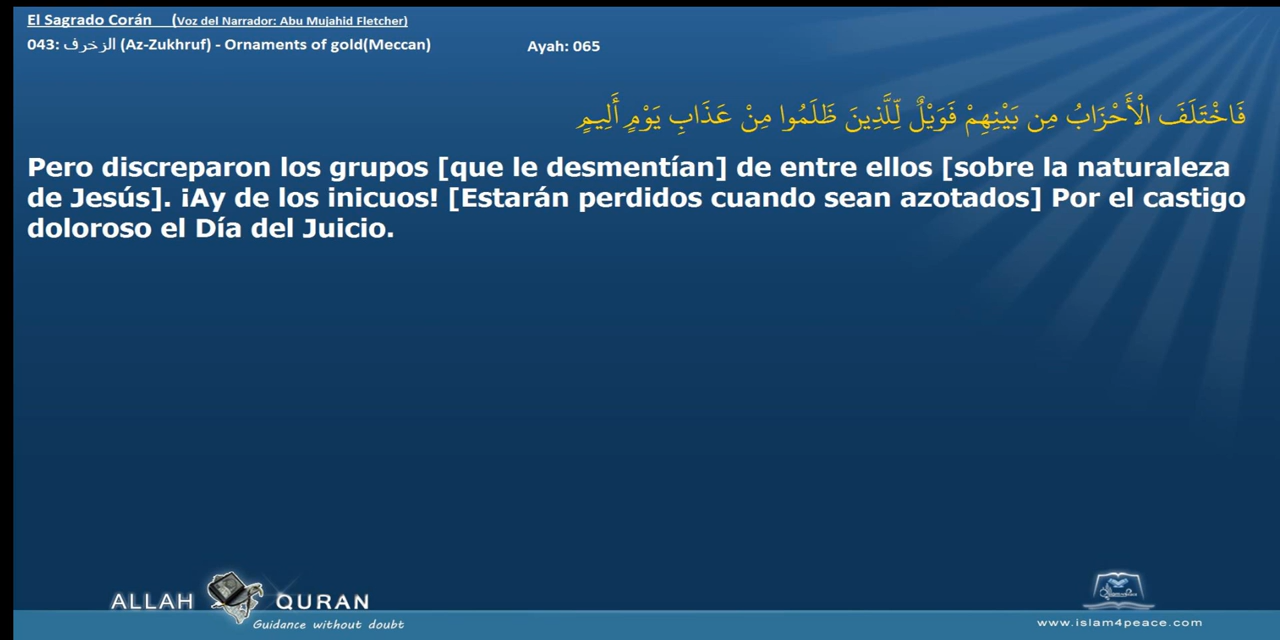 El Sagrado Corán (Voz del Narrador: Abu Mujahid Fletcher)
043: الزخرف (Az-Zukhruf) - Ornaments of gold(Meccan) Ayah: 065
فَاخْتَلَفَ الْأَحْزَابُ مِن بَيْنِهِمْ فَوَيْلٌ لِّلَّذِينَ ظَلَمُوا مِنْ عَذَابِ يَوْمٍ أَلِيمٍ
Pero discreparon los grupos [que le desmentían] de entre ellos [sobre la naturaleza
de Jesús]. ¡Ay de los inicuos! [Estarán perdidos cuando sean azotados] Por el castigo
doloroso el Día del Juicio.
ALLAH QURAN
Guidance without doubt
www.islam4peace.com